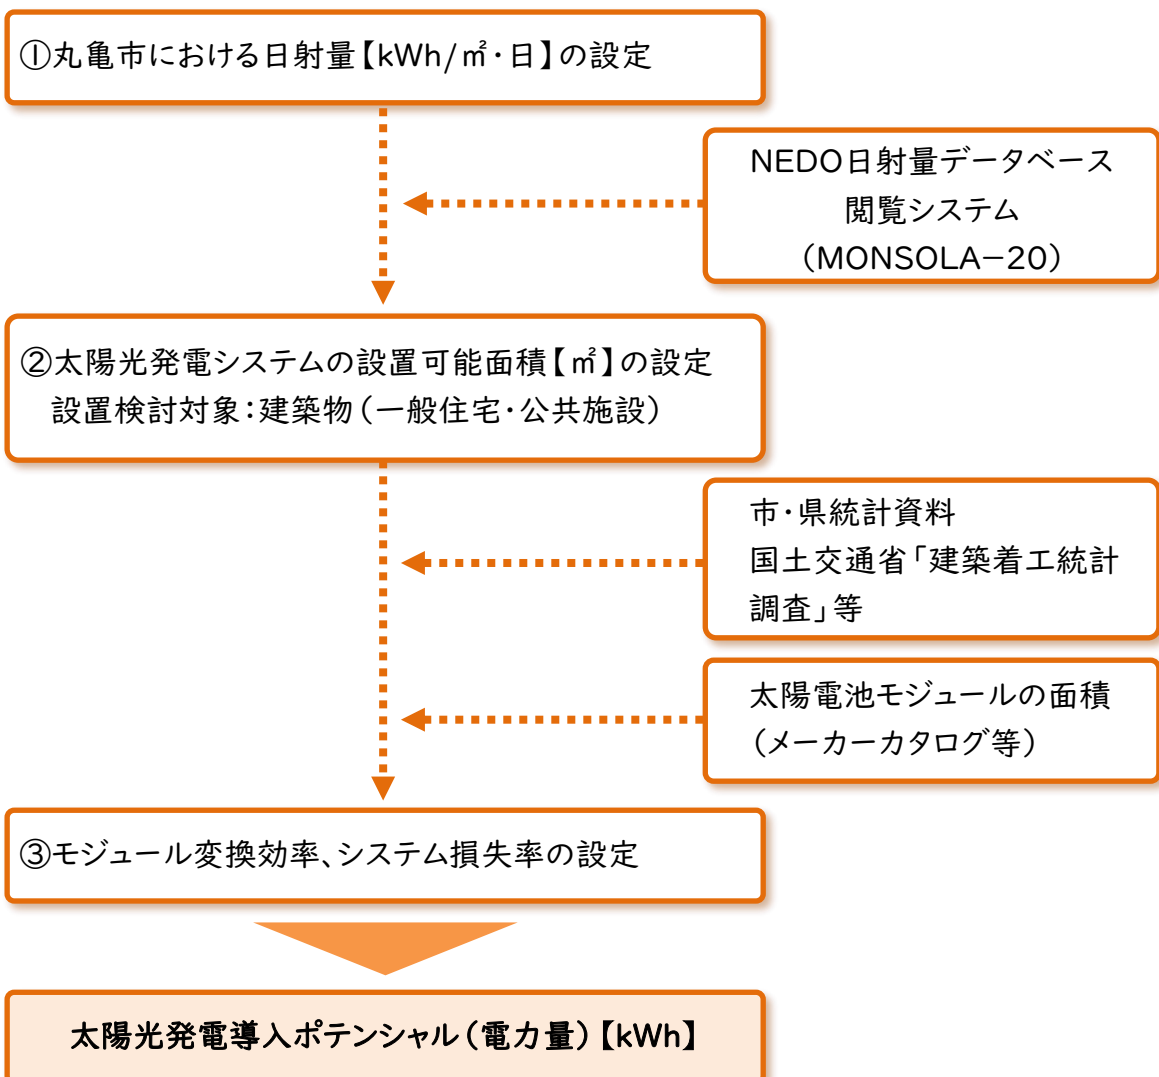 ①丸亀市における日射量【kWh/㎡･日】の設定
NEDO日射量データベース
閲覧システム
（MONSOLA－20）
②太陽光発電システムの設置可能面積【㎡】の設定
設置検討対象：建築物（一般住宅･公共施設）
市･県統計資料
国土交通省「建築着工統計
調査」等
太陽電池モジュールの面積
（メーカーカタログ等）
③モジュール変換効率、システム損失率の設定
太陽光発電導入ポテンシャル（電力量）【kWh】